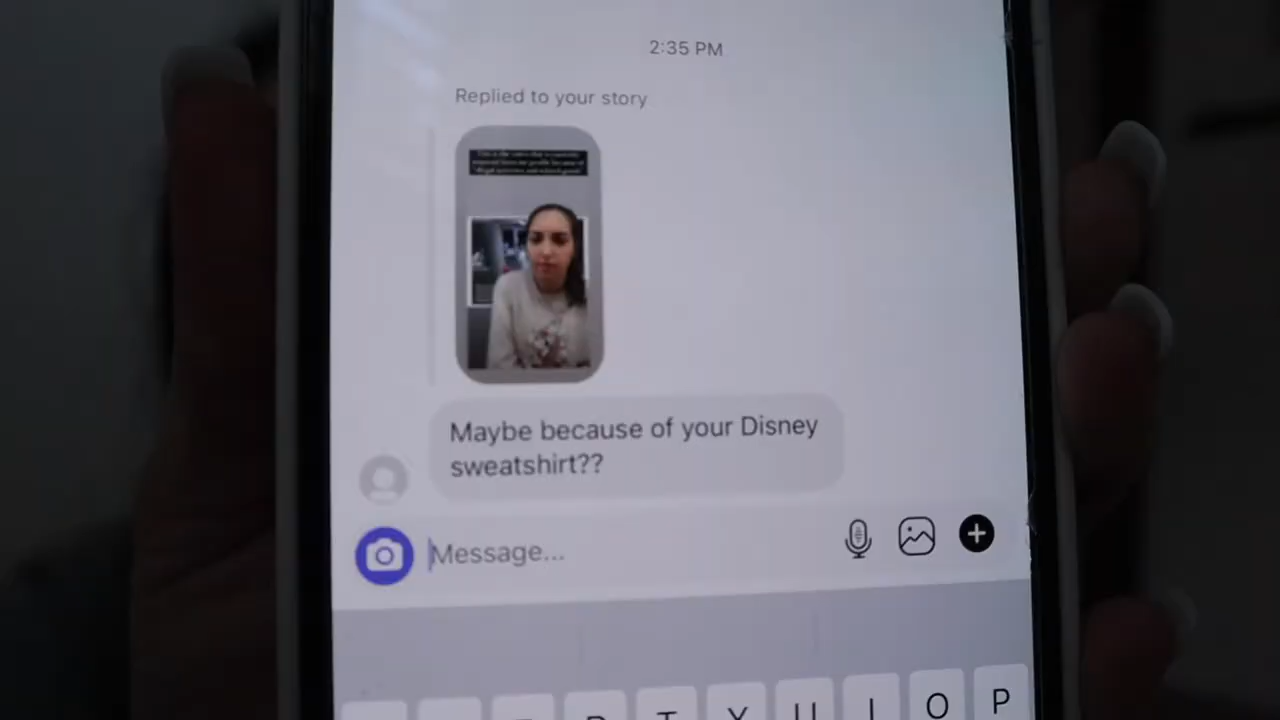 2:35 PM
Replied to your story
Maybe because of your Disney
sweatshirt??
Message...
T Y U I O P